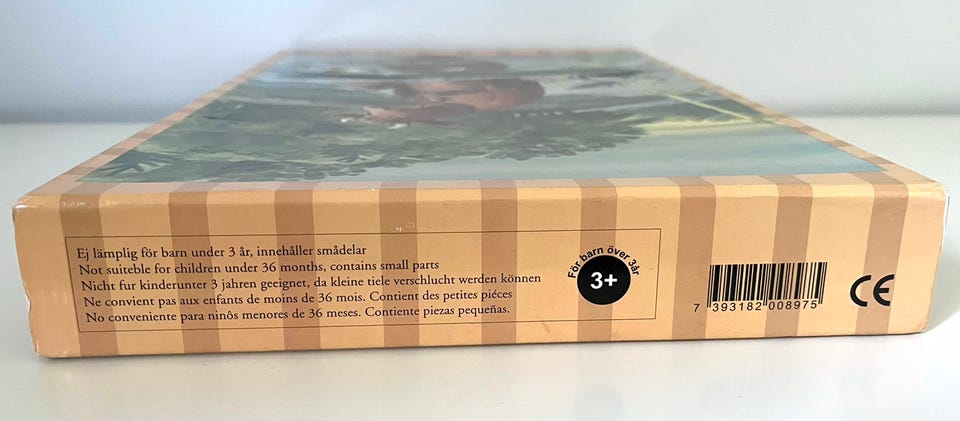 Ej lämplig för barn under 3 år, innehåller smådelar
Not suiteble for children under 36 months, contains small parts
Nicht fur kinderunter 3 jahren geeignet, da kleine tiele verschlucht werden können
Ne convient pas aux enfants de moins de 36 mois. Contient des petites piéces
No conveniente para ninôs menores de 36 meses. Contiente piezas pequeñas.
För barn över 3år
3+
7 393182 008975
CE